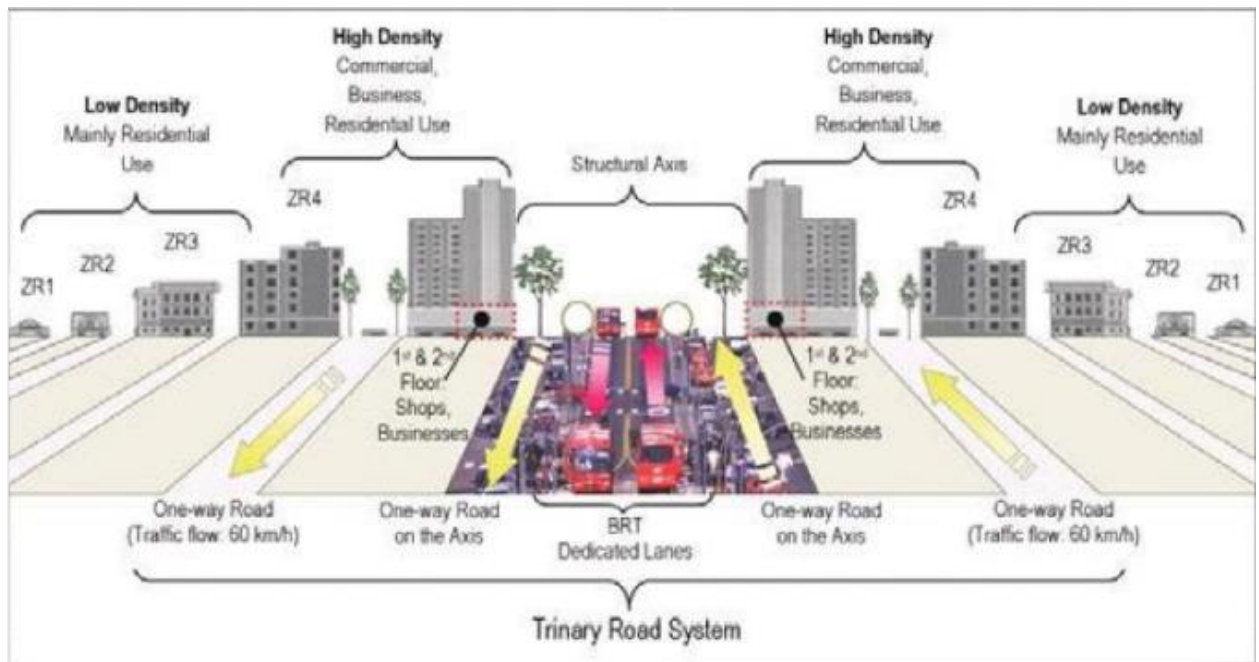 High Density
Commercial,
Business,
Residential Use
High Density
Commercial,
Business,
Residential Use
Low Density
Mainly Residential
Use
Low Density
Mainly Residential
Use
Structural Axis
ZR4
ZR4
ZR3
ZR3
ZR2
ZR2
ZR1
ZR1
1st & 2nd
Floor:
Shops,
Businesses
1st & 2nd
Floor:
Shops,
Businesses
One-way Road
(Traffic flow: 60 km/h)
One-way Road
on the Axis
BRT
Dedicated Lanes
One-way Road
on the Axis
One-way Road
(Traffic flow: 60 km/h)
Trinary Road System